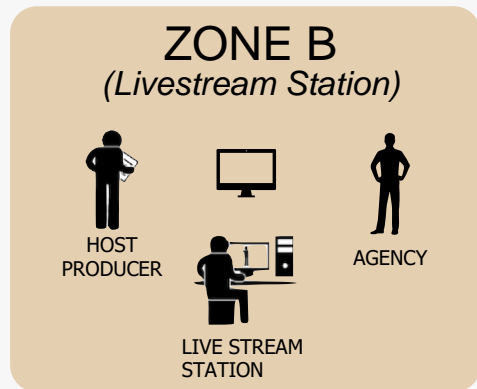 ZONE B
(Livestream Station)
HOST
PRODUCER
AGENCY
LIVE STREAM
STATION